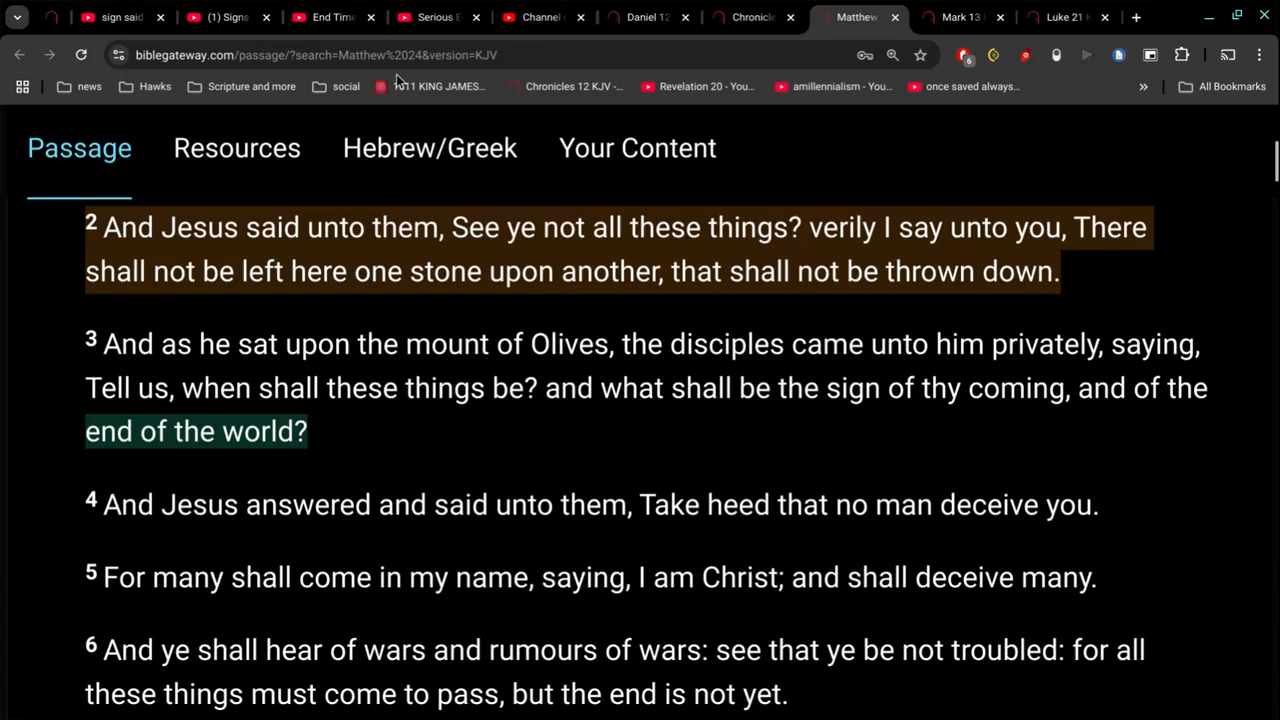 sign said
(1) Signs
End Time
Serious E
Channel c
Daniel 12
Chronicle
Matthew
Mark 13
Luke 21 K
biblegateway.com/passage/?search=Matthew%2024&version=KJV
6
news
Hawks
Scripture and more
social
11 KING JAMES...
Chronicles 12 KJV -...
Revelation 20 - You...
amillennialism - You...
once saved always...
»
All Bookmarks
Passage
Resources
Hebrew/Greek
Your Content
2 And Jesus said unto them, See ye not all these things? verily I say unto you, There
shall not be left here one stone upon another, that shall not be thrown down.
3 And as he sat upon the mount of Olives, the disciples came unto him privately, saying,
Tell us, when shall these things be? and what shall be the sign of thy coming, and of the
end of the world?
4 And Jesus answered and said unto them, Take heed that no man deceive you.
5 For many shall come in my name, saying, I am Christ; and shall deceive many.
6 And ye shall hear of wars and rumours of wars: see that ye be not troubled: for all
these things must come to pass, but the end is not yet.